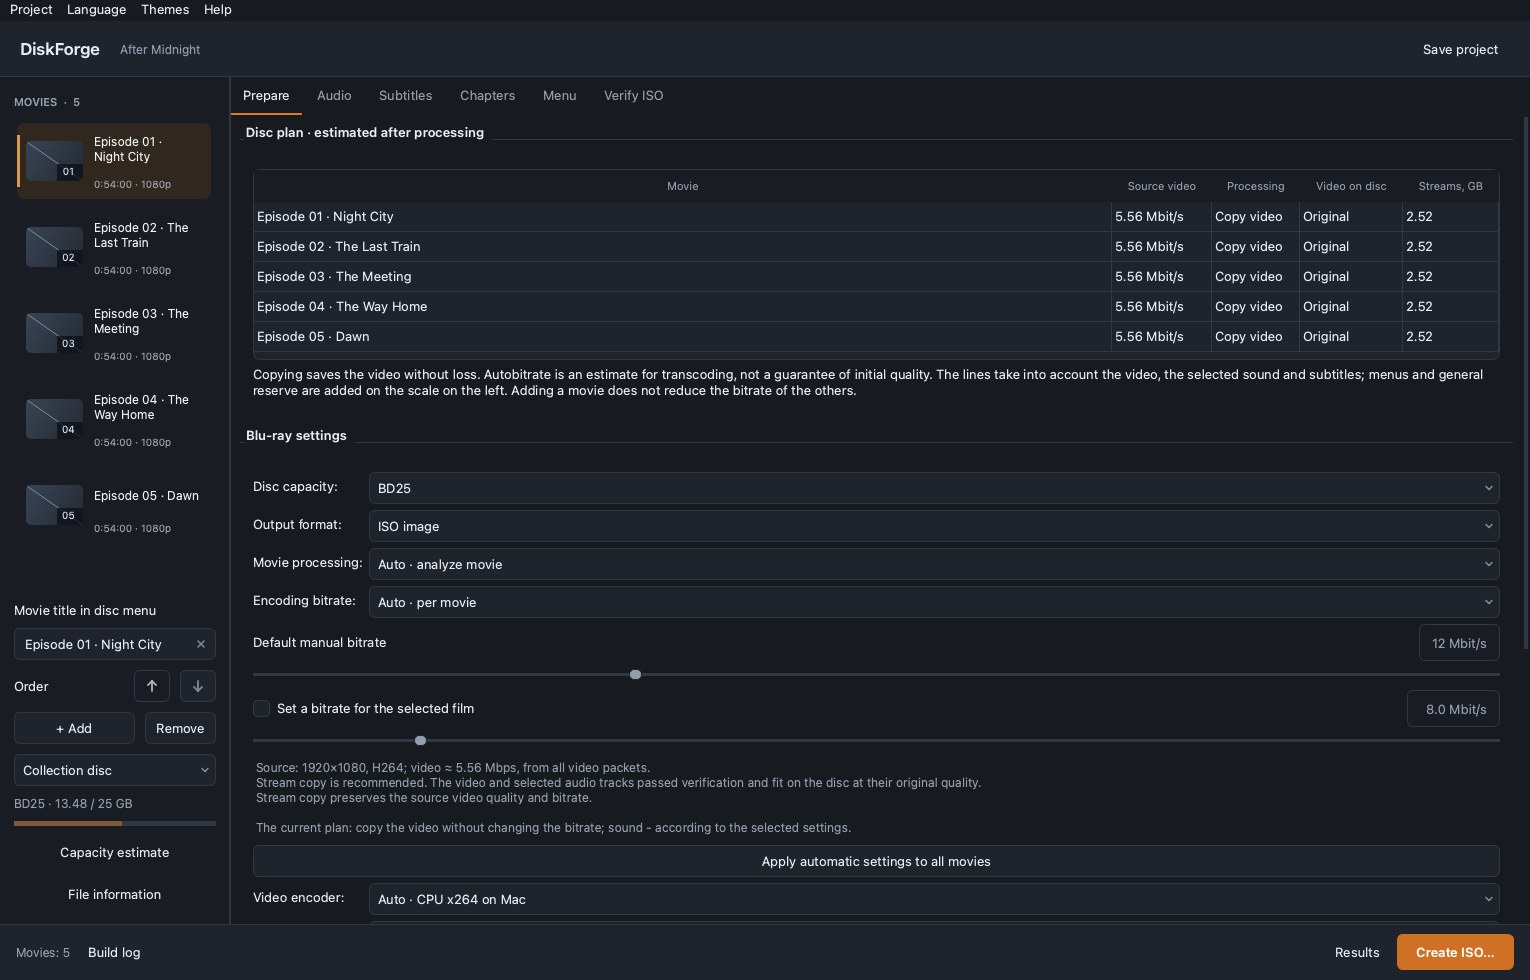 Project Language Themes Help
DiskForge After Midnight Save project
MOVIES · 5
Episode 01 ·
Night City
01
0:54:00 · 1080p
Episode 02 · The
Last Train
02
0:54:00 · 1080p
Episode 03 · The
Meeting
03
0:54:00 · 1080p
Episode 04 · The
Way Home
04
0:54:00 · 1080p
Episode 05 · Dawn
05
0:54:00 · 1080p
Movie title in disc menu
Episode 01 · Night City ×
Order ↑ ↓
+ Add Remove
Collection disc
BD25 · 13.48 / 25 GB
Capacity estimate
File information
Prepare Audio Subtitles Chapters Menu Verify ISO
Disc plan · estimated after processing
Movie Source video Processing Video on disc Streams, GB
Episode 01 · Night City 5.56 Mbit/s Copy video Original 2.52
Episode 02 · The Last Train 5.56 Mbit/s Copy video Original 2.52
Episode 03 · The Meeting 5.56 Mbit/s Copy video Original 2.52
Episode 04 · The Way Home 5.56 Mbit/s Copy video Original 2.52
Episode 05 · Dawn 5.56 Mbit/s Copy video Original 2.52
Copying saves the video without loss. Autobitrate is an estimate for transcoding, not a guarantee of initial quality. The lines take into account the video, the selected sound and subtitles; menus and general
reserve are added on the scale on the left. Adding a movie does not reduce the bitrate of the others.
Blu-ray settings
Disc capacity: BD25
Output format: ISO image
Movie processing: Auto · analyze movie
Encoding bitrate: Auto · per movie
Default manual bitrate 12 Mbit/s
Set a bitrate for the selected film 8.0 Mbit/s
Source: 1920×1080, H264; video ≈ 5.56 Mbps, from all video packets.
Stream copy is recommended. The video and selected audio tracks passed verification and fit on the disc at their original quality.
Stream copy preserves the source video quality and bitrate.
The current plan: copy the video without changing the bitrate; sound - according to the selected settings.
Apply automatic settings to all movies
Video encoder: Auto · CPU x264 on Mac
Movies: 5 Build log Results Create ISO...